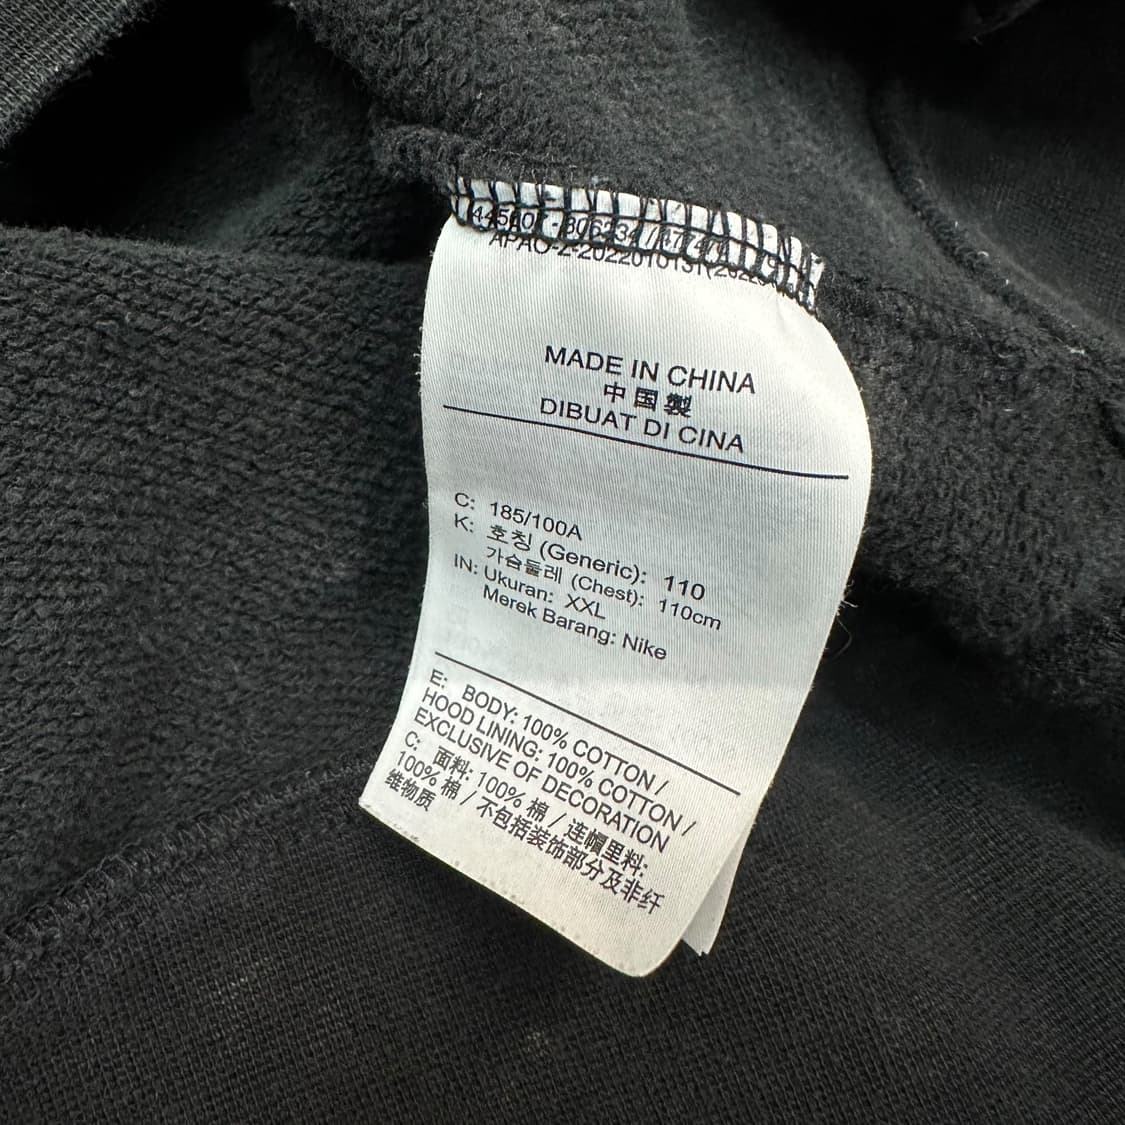 MADE IN CHINA
中国製
DIBUAT DI CINA
C: 185/100A
K: 호칭 (Generic): 110
가슴둘레 (Chest): 110cm
IN: Ukuran: XXL
Merek Barang: Nike
E: BODY: 100% COTTON /
HOOD LINING: 100% COTTON /
EXCLUSIVE OF DECORATION
C: 面料: 100% 棉 / 连帽里料:
100% 棉 / 不包括装饰部分及非纤
维物质